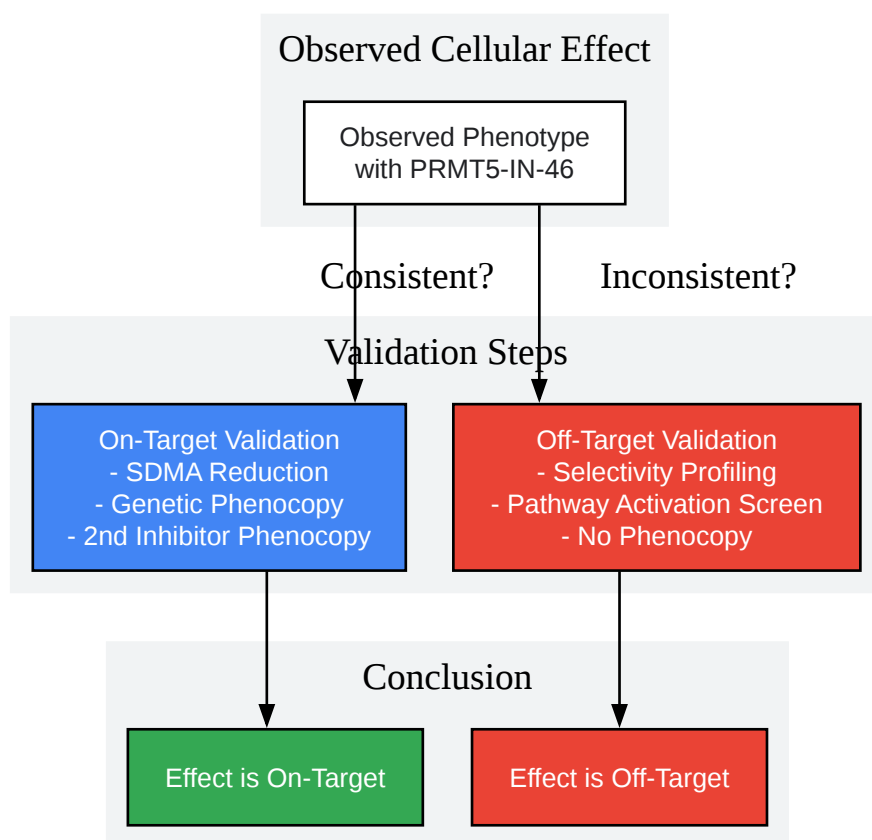 Observed Cellular Effect
Observed Phenotype
with PRMT5-IN-46
Consistent?
Inconsistent?
Validation Steps
On-Target Validation
- SDMA Reduction
- Genetic Phenocopy
- 2nd Inhibitor Phenocopy
Off-Target Validation
- Selectivity Profiling
- Pathway Activation Screen
- No Phenocopy
Conclusion
Effect is On-Target
Effect is Off-Target